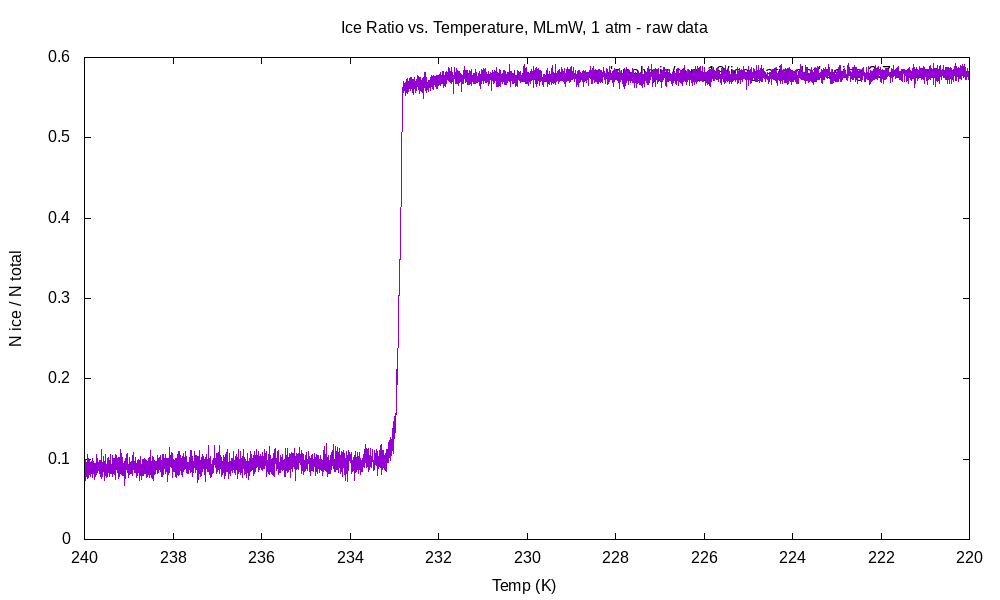 Ice Ratio vs. Temperature, MLmW, 1 atm - raw data
0.6
0.5
0.4
0.3
0.2
0.1
0
N ice / N total
240 238 236 234 232 230 228 226 224 222 220
Temp (K)